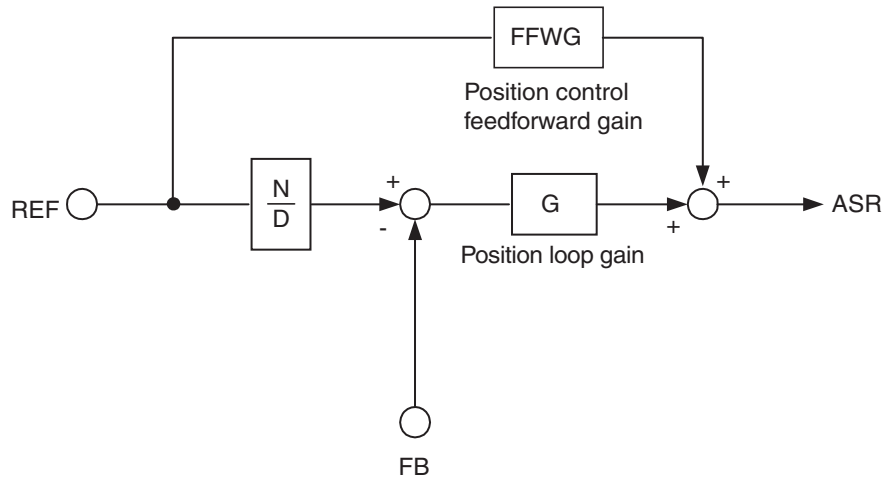 FFWG
Position control
feedforward gain
REF
N
D
+
-
G
Position loop gain
+
+
ASR
FB